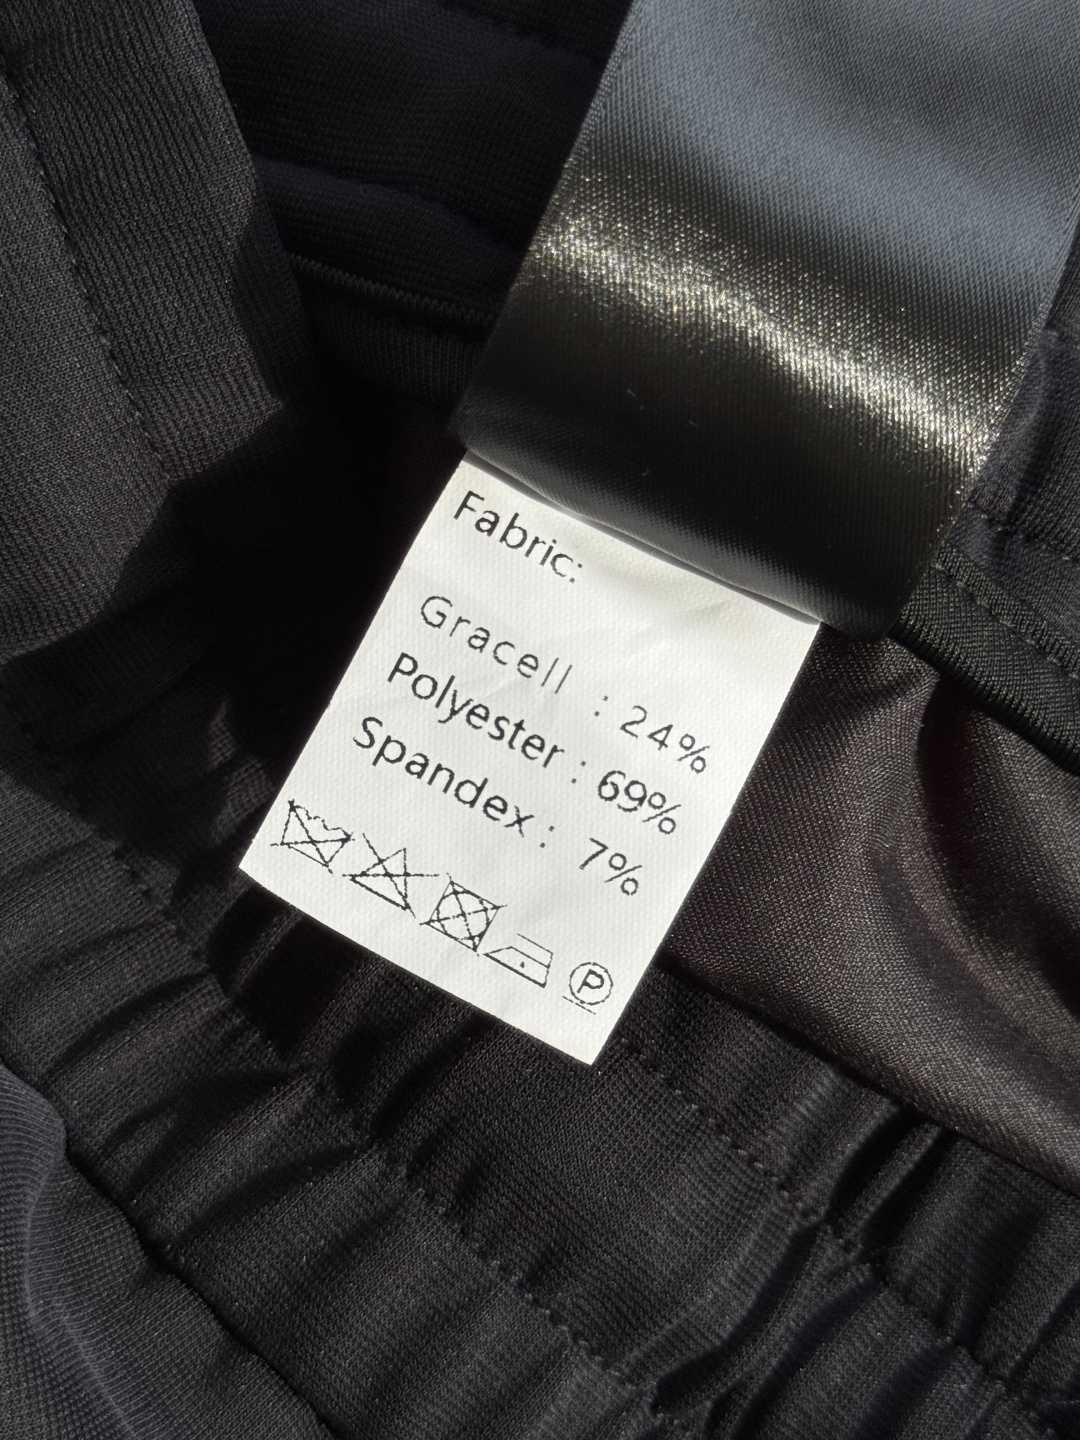 Fabric:
Gracell : 24%
Polyester : 69%
Spandex : 7%
P